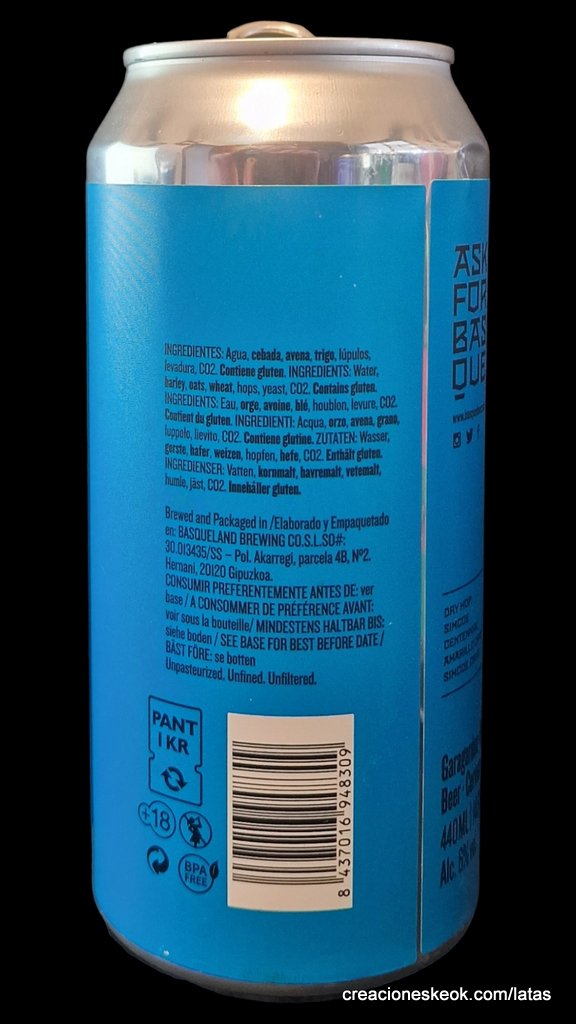 INGREDIENTES: Agua, cebada, avena, trigo, lúpulos,
levadura, CO2. Contiene gluten. INGREDIENTS: Water,
barley, oats, wheat, hops, yeast, CO2. Contains gluten.
INGREDIENTS: Eau, orge, avoine, blé, houblon, levure, CO2.
Contient du gluten. INGREDIENTI: Acqua, orzo, avena, grano,
luppolo, lievito, CO2. Contiene glutine. ZUTATEN: Wasser,
gerste, hafer, weizen, hopfen, hefe, CO2. Enthält gluten.
INGREDIENSER: Vatten, kornmalt, havremalt, vetemalt,
humle, jäst, CO2. Innehåller gluten.
Brewed and Packaged in /Elaborado y Empaquetado
en: BASQUELAND BREWING CO.S.L.SO#:
30.013435/SS – Pol. Akarregi, parcela 4B, Nº2.
Hernani, 20120 Gipuzkoa.
CONSUMIR PREFERENTEMENTE ANTES DE: ver
base / A CONSOMMER DE PRÉFÉRENCE AVANT:
voir sous la bouteille/ MINDESTENS HALTBAR BIS:
siehe boden / SEE BASE FOR BEST BEFORE DATE /
BÄST FÖRE: se botten
Unpasteurized. Unfined. Unfiltered.
PANT
1 KR
+18
BPA
FREE
8 437016 948309
ASK
FOR
BAS
QUE
DRY HOP
SIMCOE
CENTENNIAL
AMARILLO
SIMCOE
Beer
440ML
Alc. 6%
creacioneskeok.com/latas